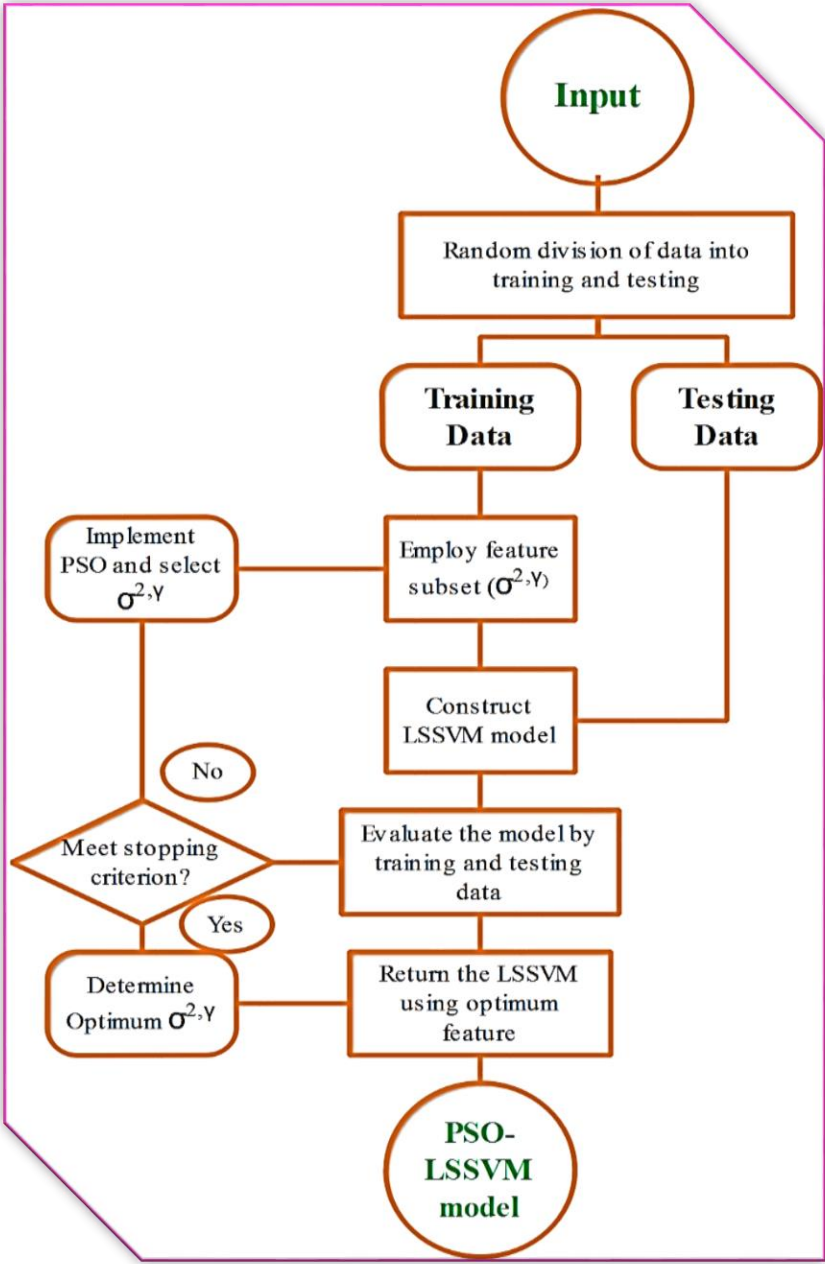 Input
Random division of data into
training and testing
Training
Data
Testing
Data
Implement
PSO and select
σ²,ᵞ
Employ feature
subset (σ²,ᵞ)
Construct
LSSVM model
No
Meet stopping
criterion?
Evaluate the model by
training and testing
data
Yes
Determine
Optimum σ²,ᵞ
Return the LSSVM
using optimum
feature
PSO-
LSSVM
model